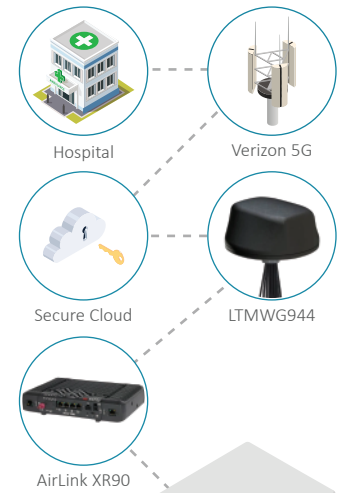 Hospital
Verizon 5G
Secure Cloud
LTMWG944
AirLink XR90